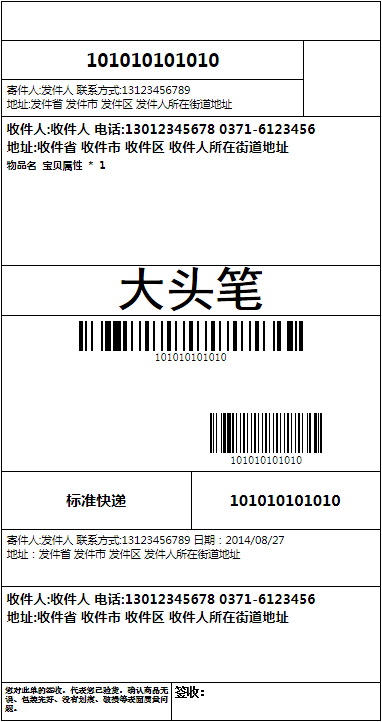 101010101010
寄件人:发件人 联系方式:13123456789
地址:发件省 发件市 发件区 发件人所在街道地址
收件人:收件人 电话:13012345678 0371-6123456
地址:收件省 收件市 收件区 收件人所在街道地址
物品名 宝贝属性 * 1
大头笔
101010101010
101010101010
标准快递 101010101010
寄件人:发件人 联系方式:13123456789 日期：2014/08/27
地址：发件省 发件市 发件区 发件人所在街道地址
收件人:收件人 电话:13012345678 0371-6123456
地址:收件省 收件市 收件区 收件人所在街道地址
您对此单的签收，代表您已验货，确认商品无
误、包装完好、没有划痕、破损等表面质量问
题。
签收：